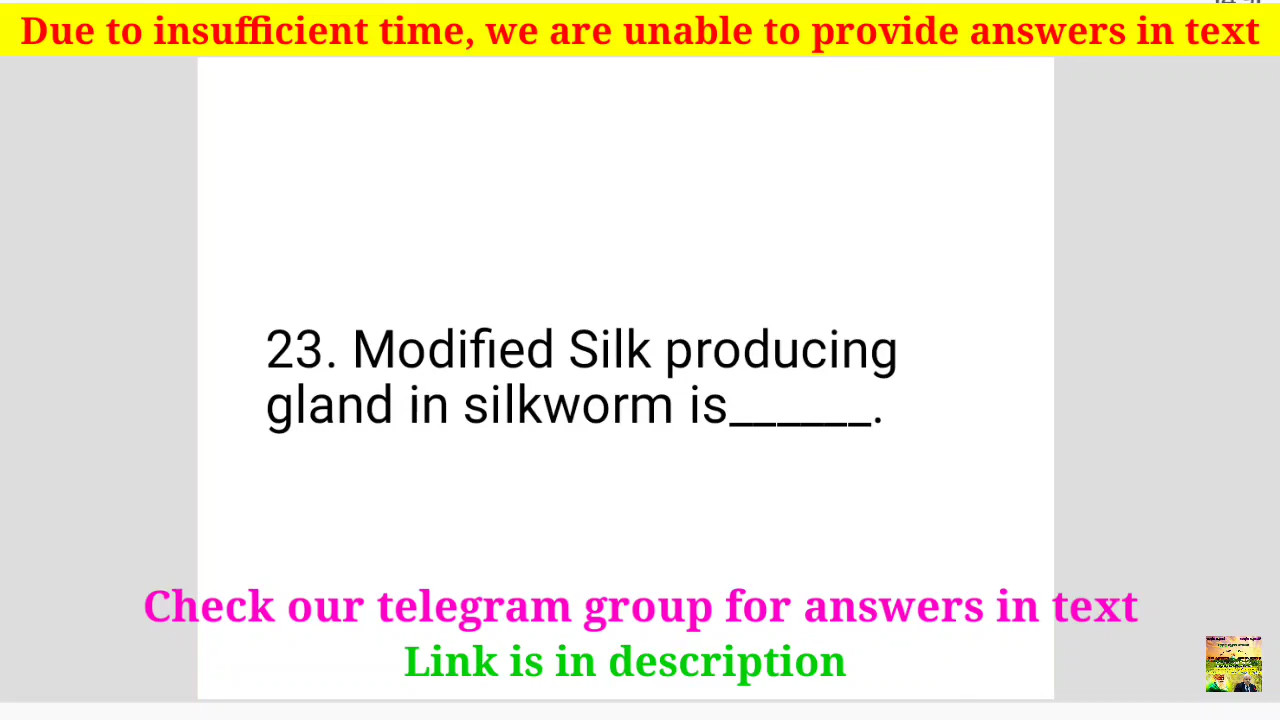 Due to insufficient time, we are unable to provide answers in text
23. Modified Silk producing
gland in silkworm is______.
Check our telegram group for answers in text
Link is in description